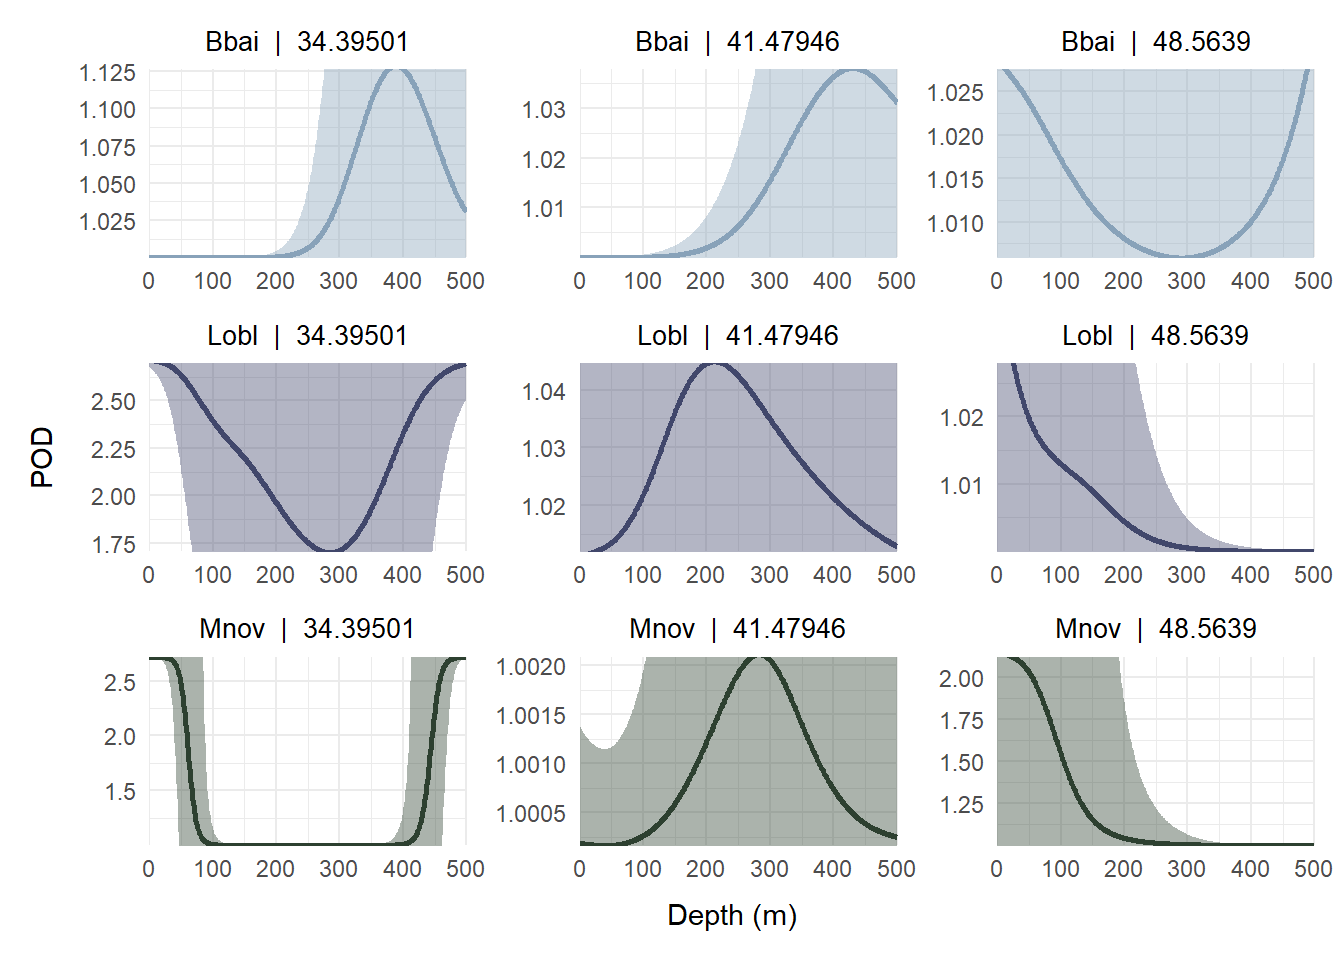 Bbai | 34.39501
Bbai | 41.47946
Bbai | 48.5639
1.125
1.100
1.075
1.050
1.025
1.03
1.02
1.01
1.025
1.020
1.015
1.010
0 100 200 300 400 500
0 100 200 300 400 500
0 100 200 300 400 500
Lobl | 34.39501
Lobl | 41.47946
Lobl | 48.5639
2.50
2.25
2.00
1.75
1.04
1.03
1.02
1.02
1.01
0 100 200 300 400 500
0 100 200 300 400 500
0 100 200 300 400 500
POD
Mnov | 34.39501
Mnov | 41.47946
Mnov | 48.5639
2.5
2.0
1.5
1.0020
1.0015
1.0010
1.0005
2.00
1.75
1.50
1.25
0 100 200 300 400 500
0 100 200 300 400 500
0 100 200 300 400 500
Depth (m)